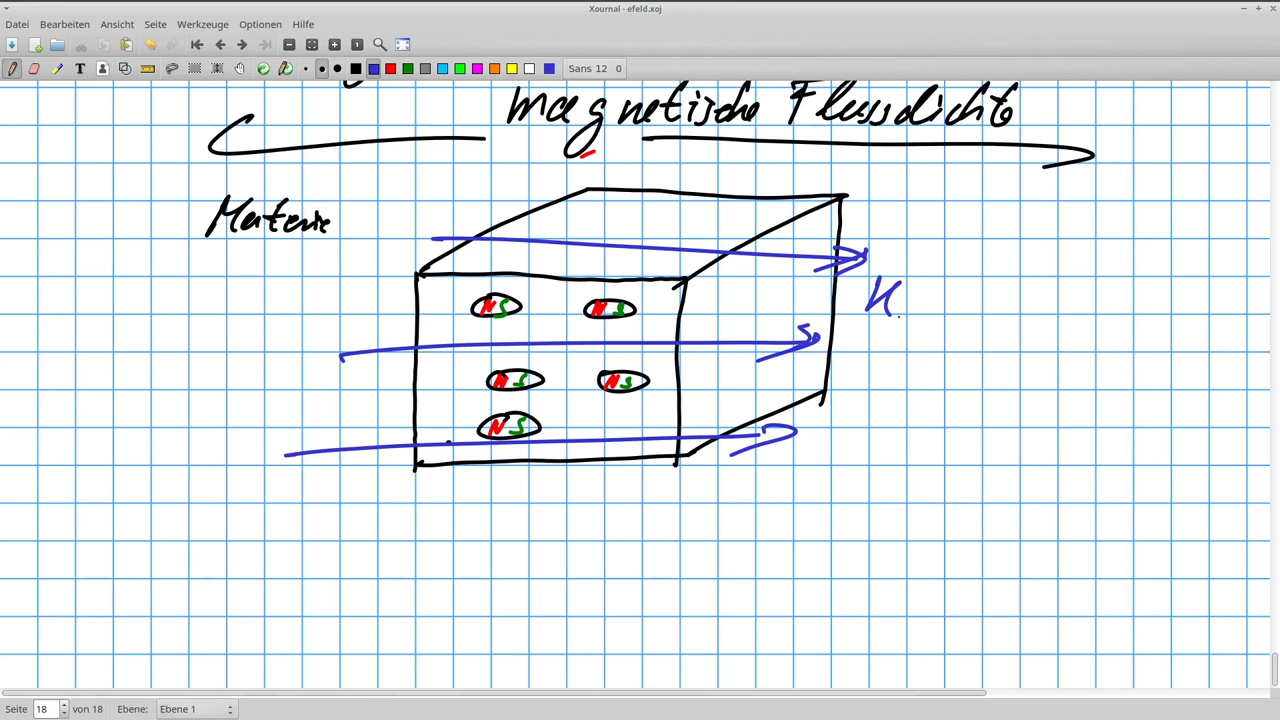 Xournal - efeld.xoj
Datei Bearbeiten Ansicht Seite Werkzeuge Optionen Hilfe
Sans 12
magnetische Flussdichte
Materie
H
N S N S
N S N S
N S
Seite 18 von 18 Ebene: Ebene 1